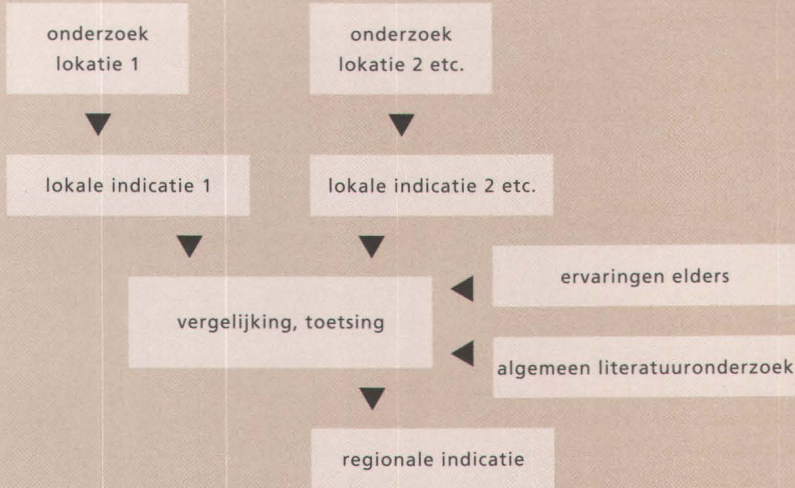 onderzoek
lokatie 1
onderzoek
lokatie 2 etc.
lokale indicatie 1
lokale indicatie 2 etc.
ervaringen elders
vergelijking, toetsing
algemeen literatuuronderzoek
regionale indicatie